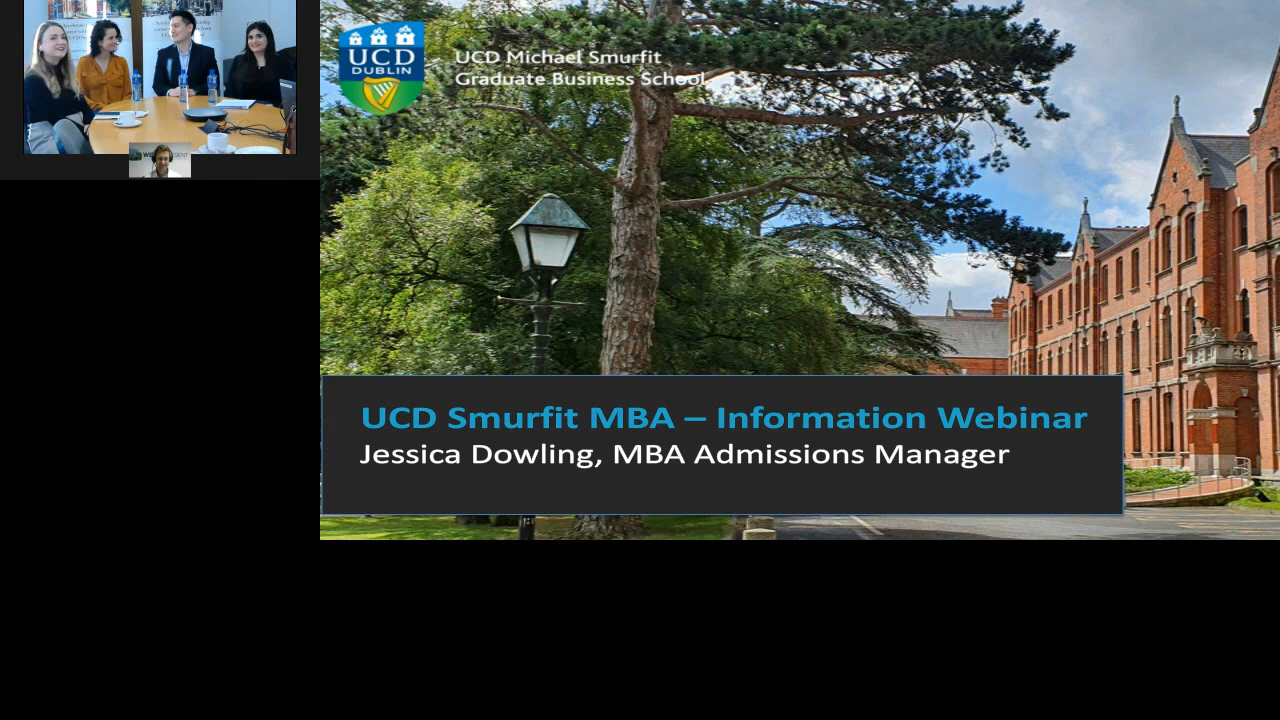 UCD
DUBLIN
UCD Michael Smurfit
Graduate Business School
UCD Smurfit MBA – Information Webinar
Jessica Dowling, MBA Admissions Manager